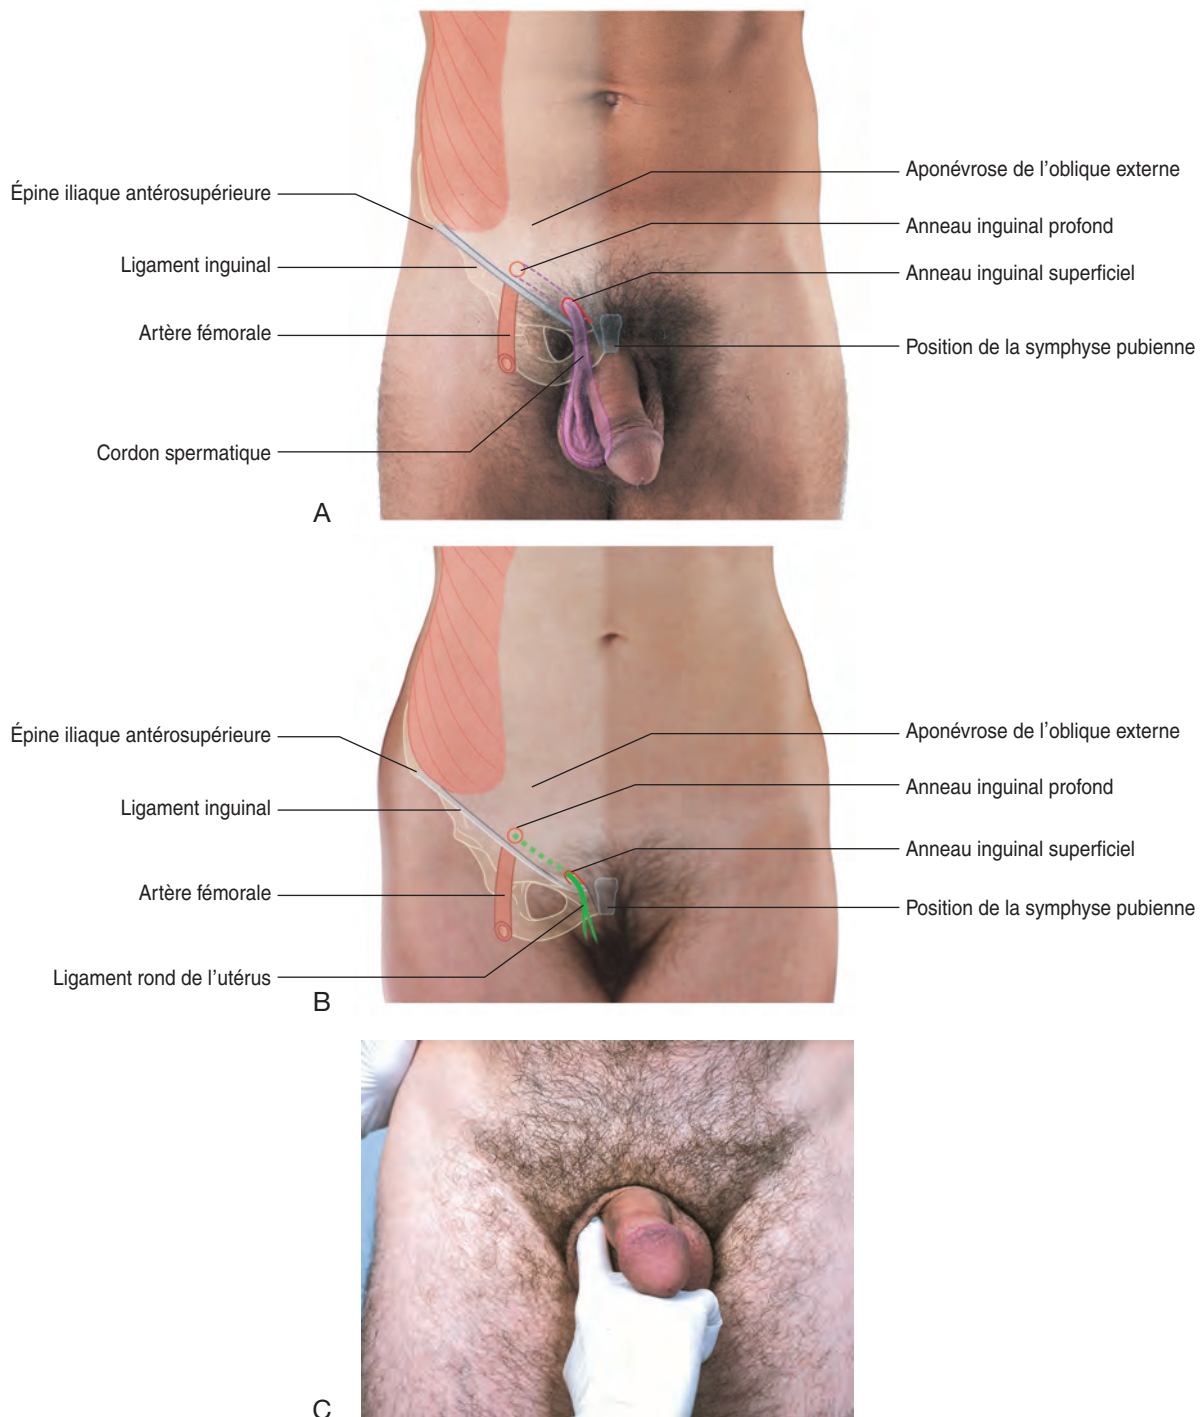 Épine iliaque antérosupérieure
Ligament inguinal
Artère fémorale
Cordon spermatique
Aponévrose de l'oblique externe
Anneau inguinal profond
Anneau inguinal superficiel
Position de la symphyse pubienne
A
Épine iliaque antérosupérieure
Ligament inguinal
Artère fémorale
Ligament rond de l'utérus
Aponévrose de l'oblique externe
Anneau inguinal profond
Anneau inguinal superficiel
Position de la symphyse pubienne
B
C